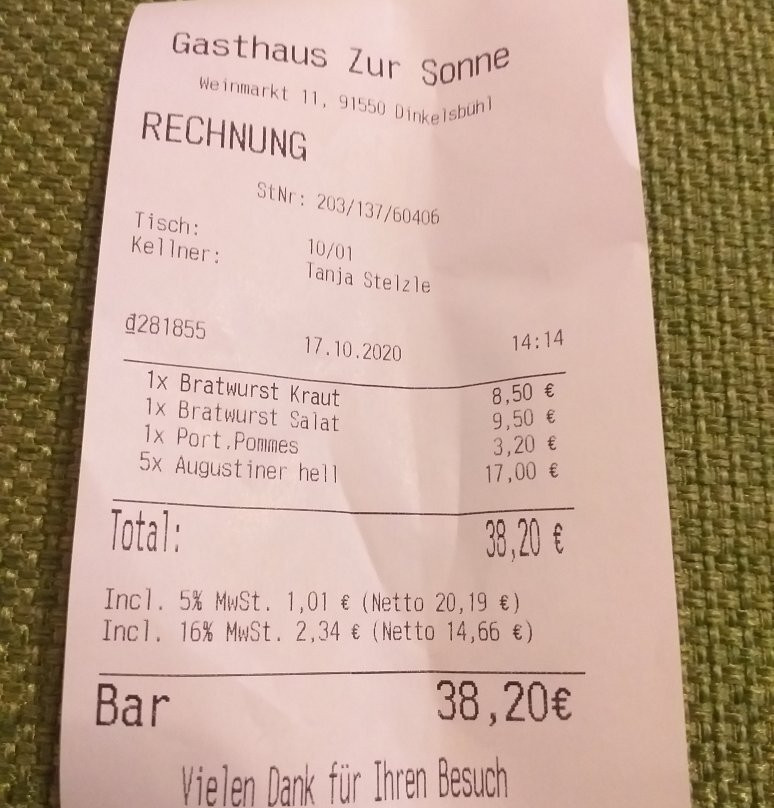 Gasthaus Zur Sonne
Weinmarkt 11, 91550 Dinkelsbühl
RECHNUNG
StNr: 203/137/60406
Tisch: 10/01
Kellner: Tanja Stelzle
₫281855 17.10.2020 14:14
1x Bratwurst Kraut 8,50 €
1x Bratwurst Salat 9,50 €
1x Port.Pommes 3,20 €
5x Augustiner hell 17,00 €
Total: 38,20 €
Incl. 5% MwSt. 1,01 € (Netto 20,19 €)
Incl. 16% MwSt. 2,34 € (Netto 14,66 €)
Bar 38,20€
Vielen Dank für Ihren Besuch